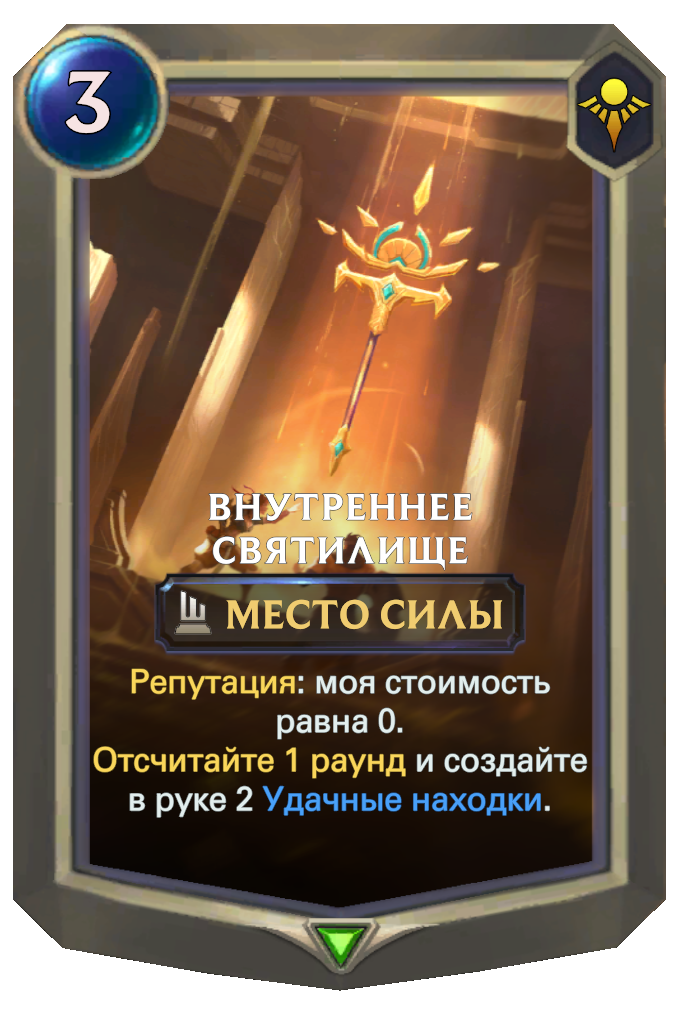 3
ВНУТРЕННЕЕ
СВЯТИЛИЩЕ
МЕСТО СИЛЫ
Репутация: моя стоимость
равна 0.
Отсчитайте 1 раунд и создайте
в руке 2 Удачные находки.